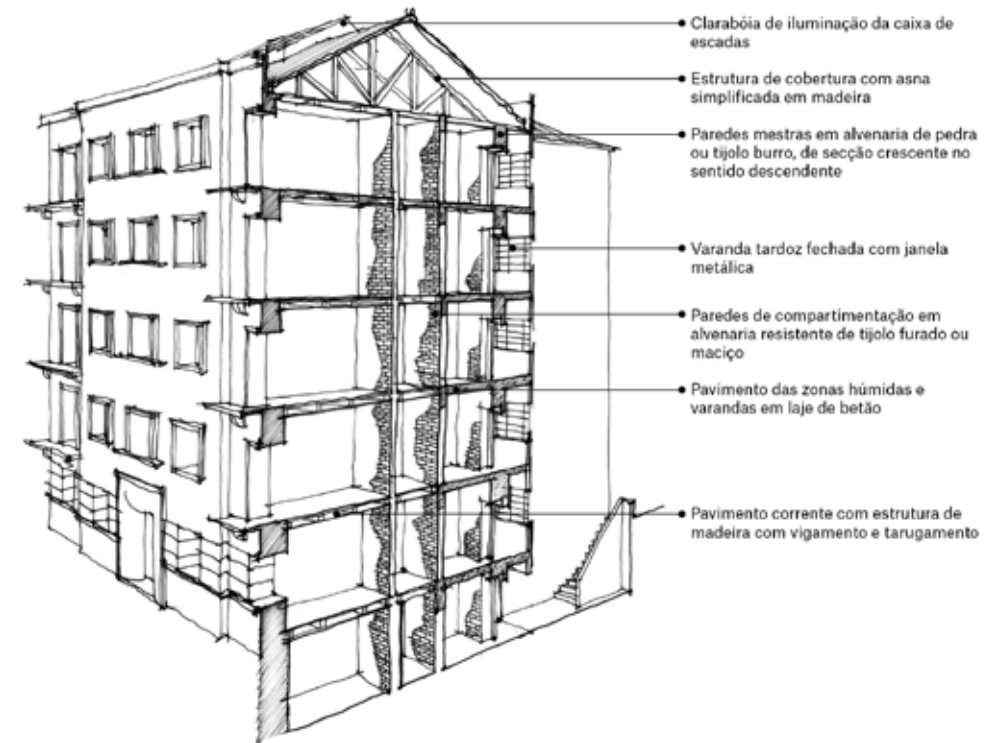 Clarabóia de iluminação da caixa de
escadas
Estrutura de cobertura com asna
simplificada em madeira
Paredes mestras em alvenaria de pedra
ou tijolo burro, de secção crescente no
sentido descendente
Varanda tardoz fechada com janela
metálica
Paredes de compartimentação em
alvenaria resistente de tijolo furado ou
maciço
Pavimento das zonas húmidas e
varandas em laje de betão
Pavimento corrente com estrutura de
madeira com vigamento e tarugamento